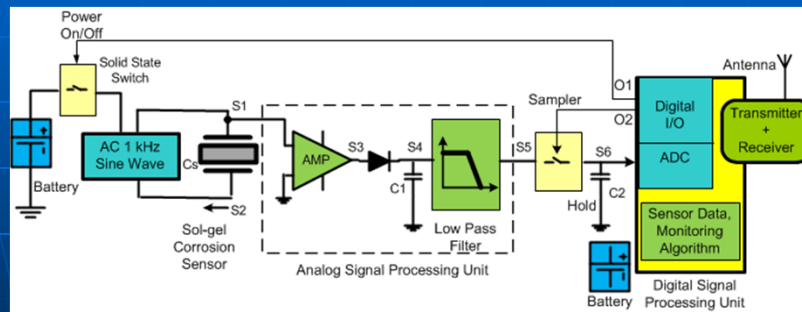 Power
On/Off
Solid State
Switch
Antenna
S1
O1
O2
Sampler
Digital
I/O
Transmitter
+
Receiver
AC 1 kHz
Sine Wave
AMP
S3
S4
S5
S6
ADC
Battery
Cs
C1
C2
S2
Hold
Sol-gel
Corrosion
Sensor
Low Pass
Filter
Sensor Data,
Monitoring
Algorithm
Analog Signal Processing Unit
Battery
Digital Signal
Processing Unit